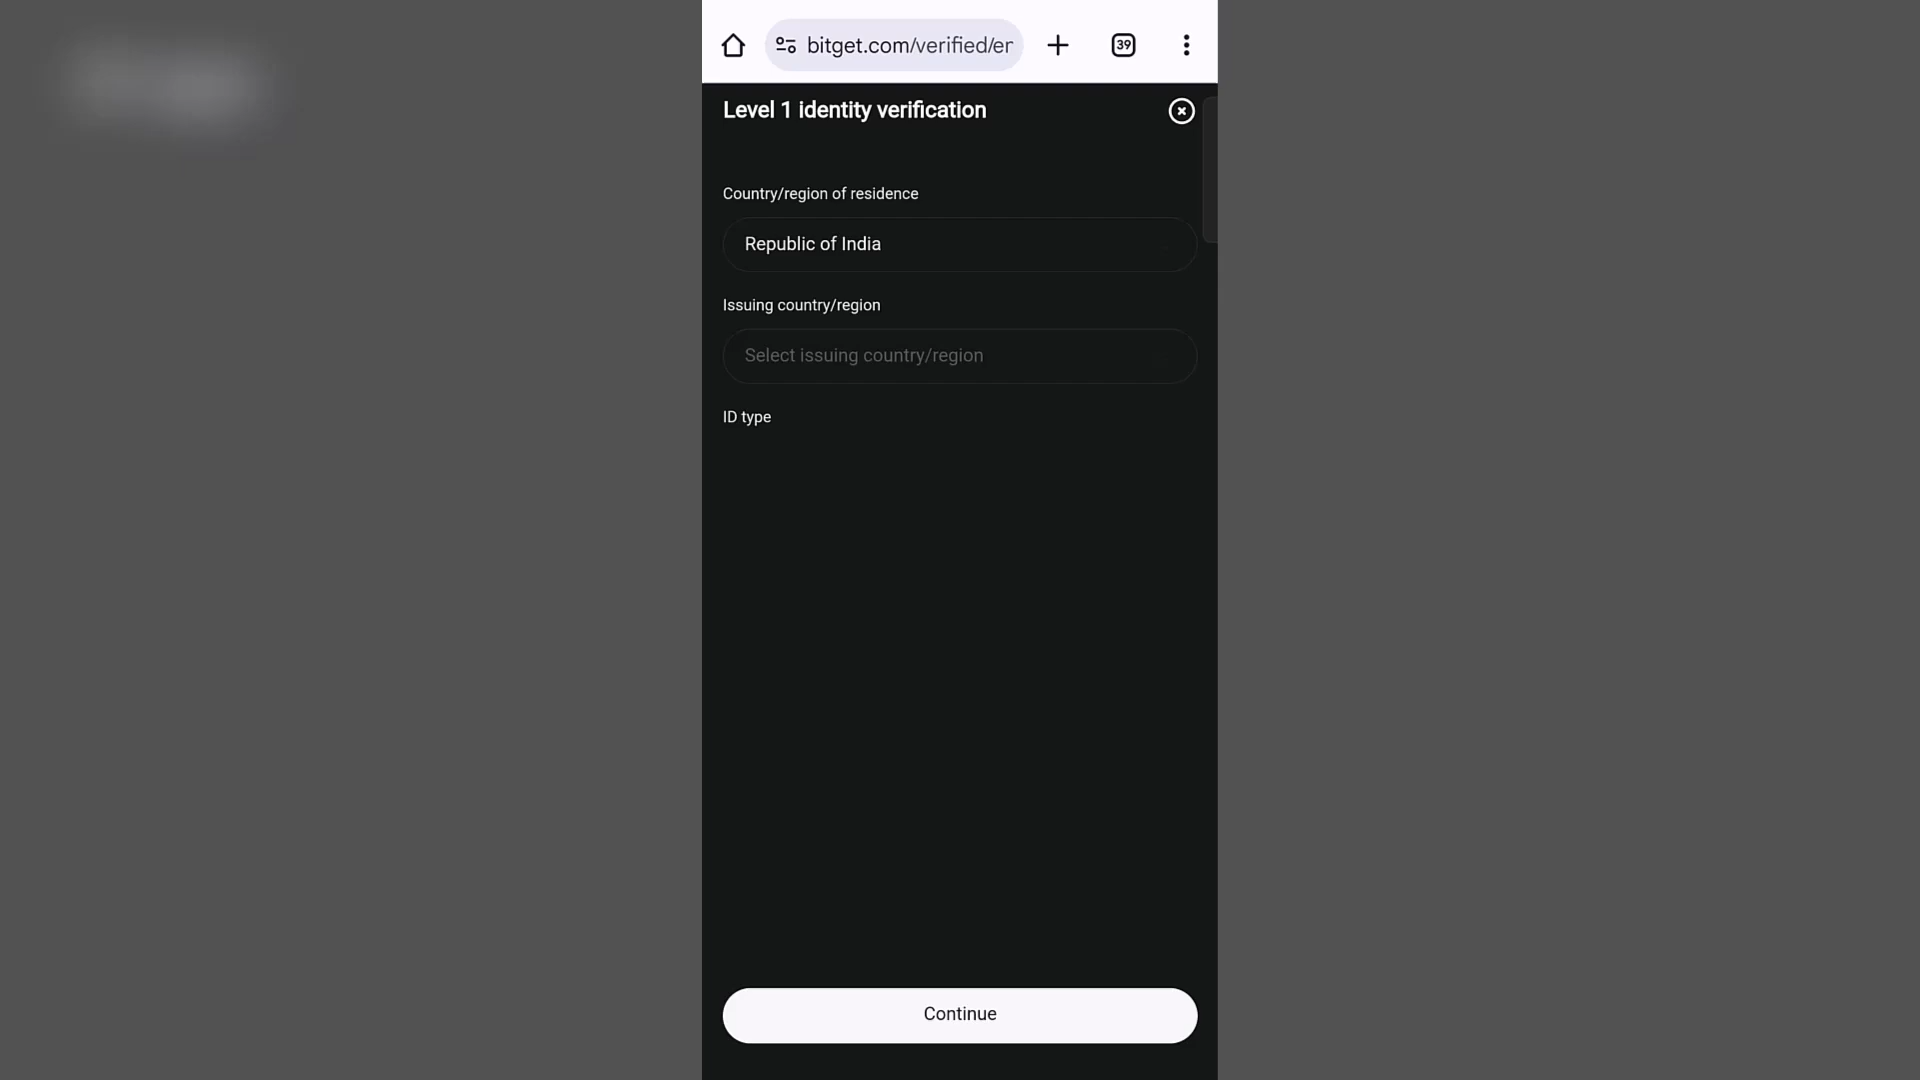 bitget.com/verified/er
39
Level 1 identity verification
Country/region of residence
Republic of India
Issuing country/region
Select issuing country/region
ID type
Continue